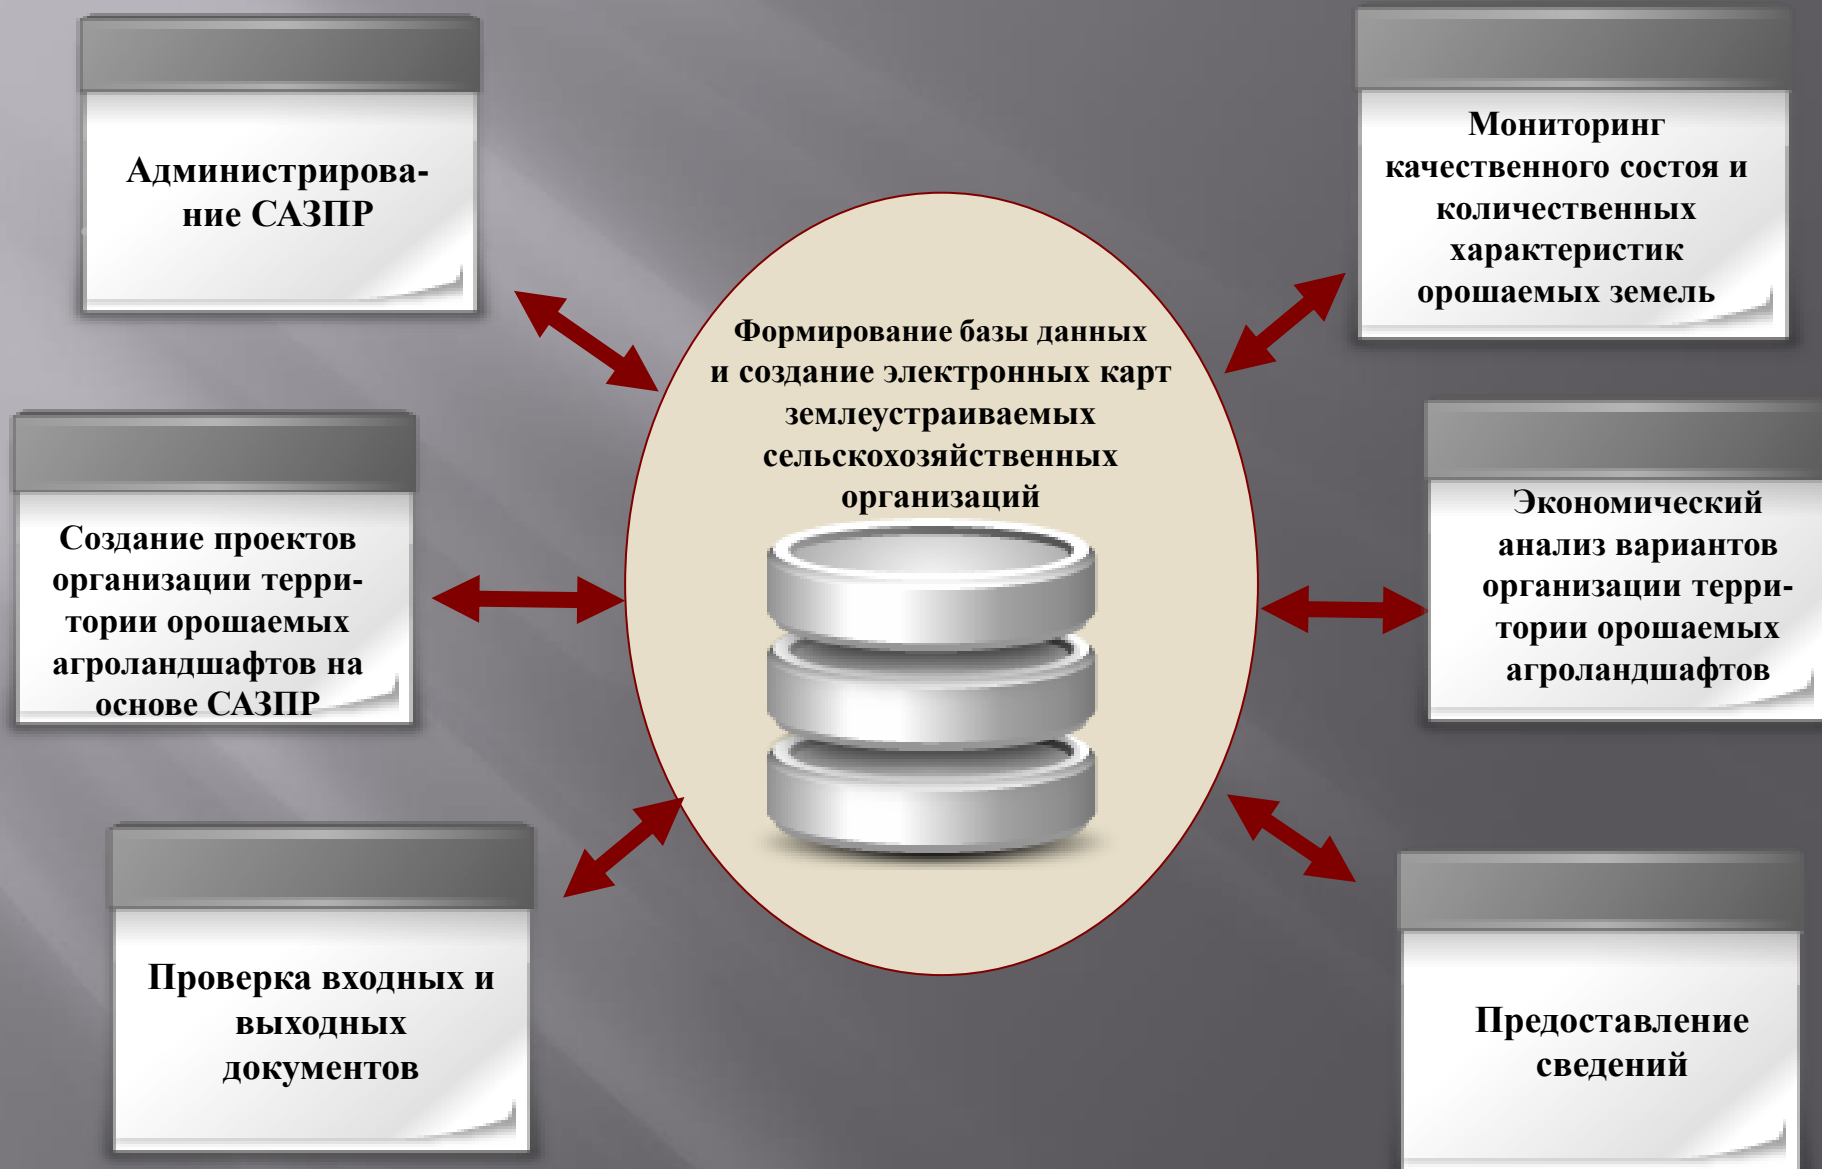 Администрирова-
ние САЗПР
Мониторинг
качественного состоя и
количественных
характеристик
орошаемых земель
Формирование базы данных
и создание электронных карт
землеустраиваемых
сельскохозяйственных
организаций
Создание проектов
организации терри-
тории орошаемых
агроландшафтов на
основе САЗПР
Экономический
анализ вариантов
организации терри-
тории орошаемых
агроландшафтов
Проверка входных и
выходных
документов
Предоставление
сведений